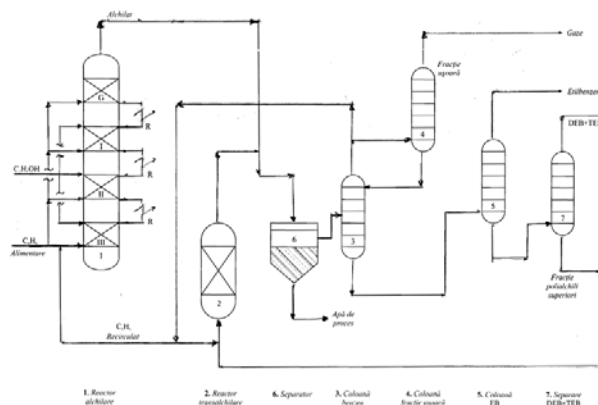 Alchilar
Gaze
Fracție
ușoară
Etilbenzen
DEB+TEB
G
I
R
C₂H₅OH
II
R
R
C₆H₆
III
Alimentare
1
2
6
3
4
5
7
Apă de
proces
Fracție
polialchili
superiori
C₆H₆
Recirculat
1. Reactor
alchilare
2. Reactor
transalchilare
6. Separator
3. Coloană
benzen
4. Coloană
fracție ușoară
5. Coloană
EB
7. Separare
DEB+TEB